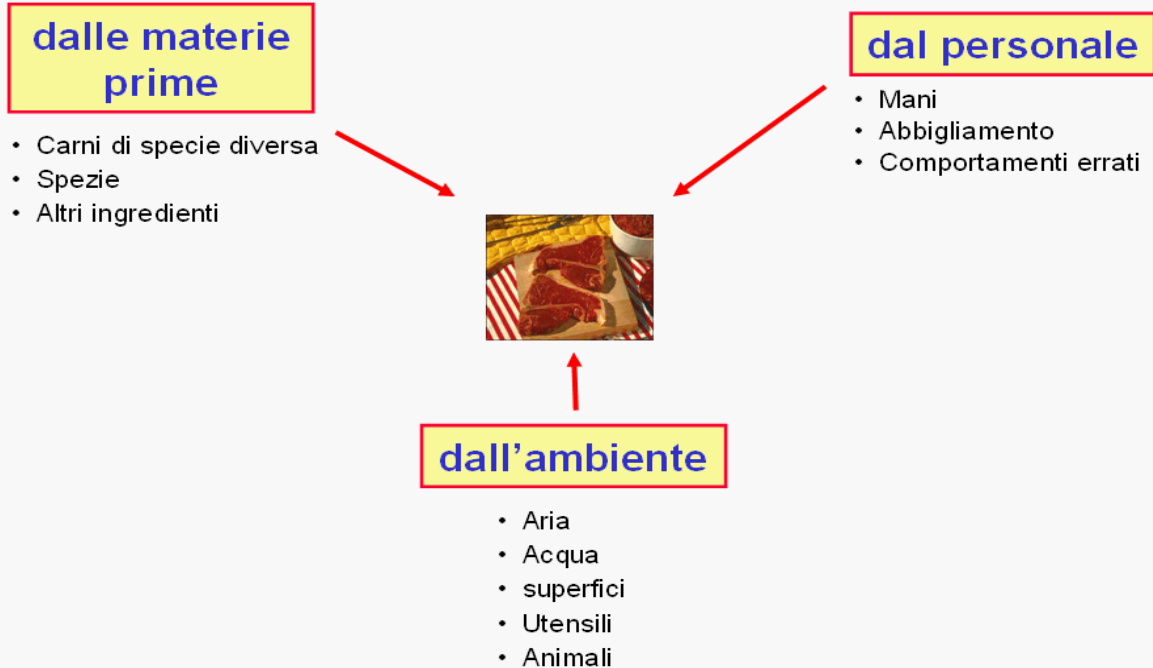 dalle materie
prime
• Carni di specie diversa
• Spezie
• Altri ingredienti
dal personale
• Mani
• Abbigliamento
• Comportamenti errati
dall’ambiente
• Aria
• Acqua
• superfici
• Utensili
• Animali